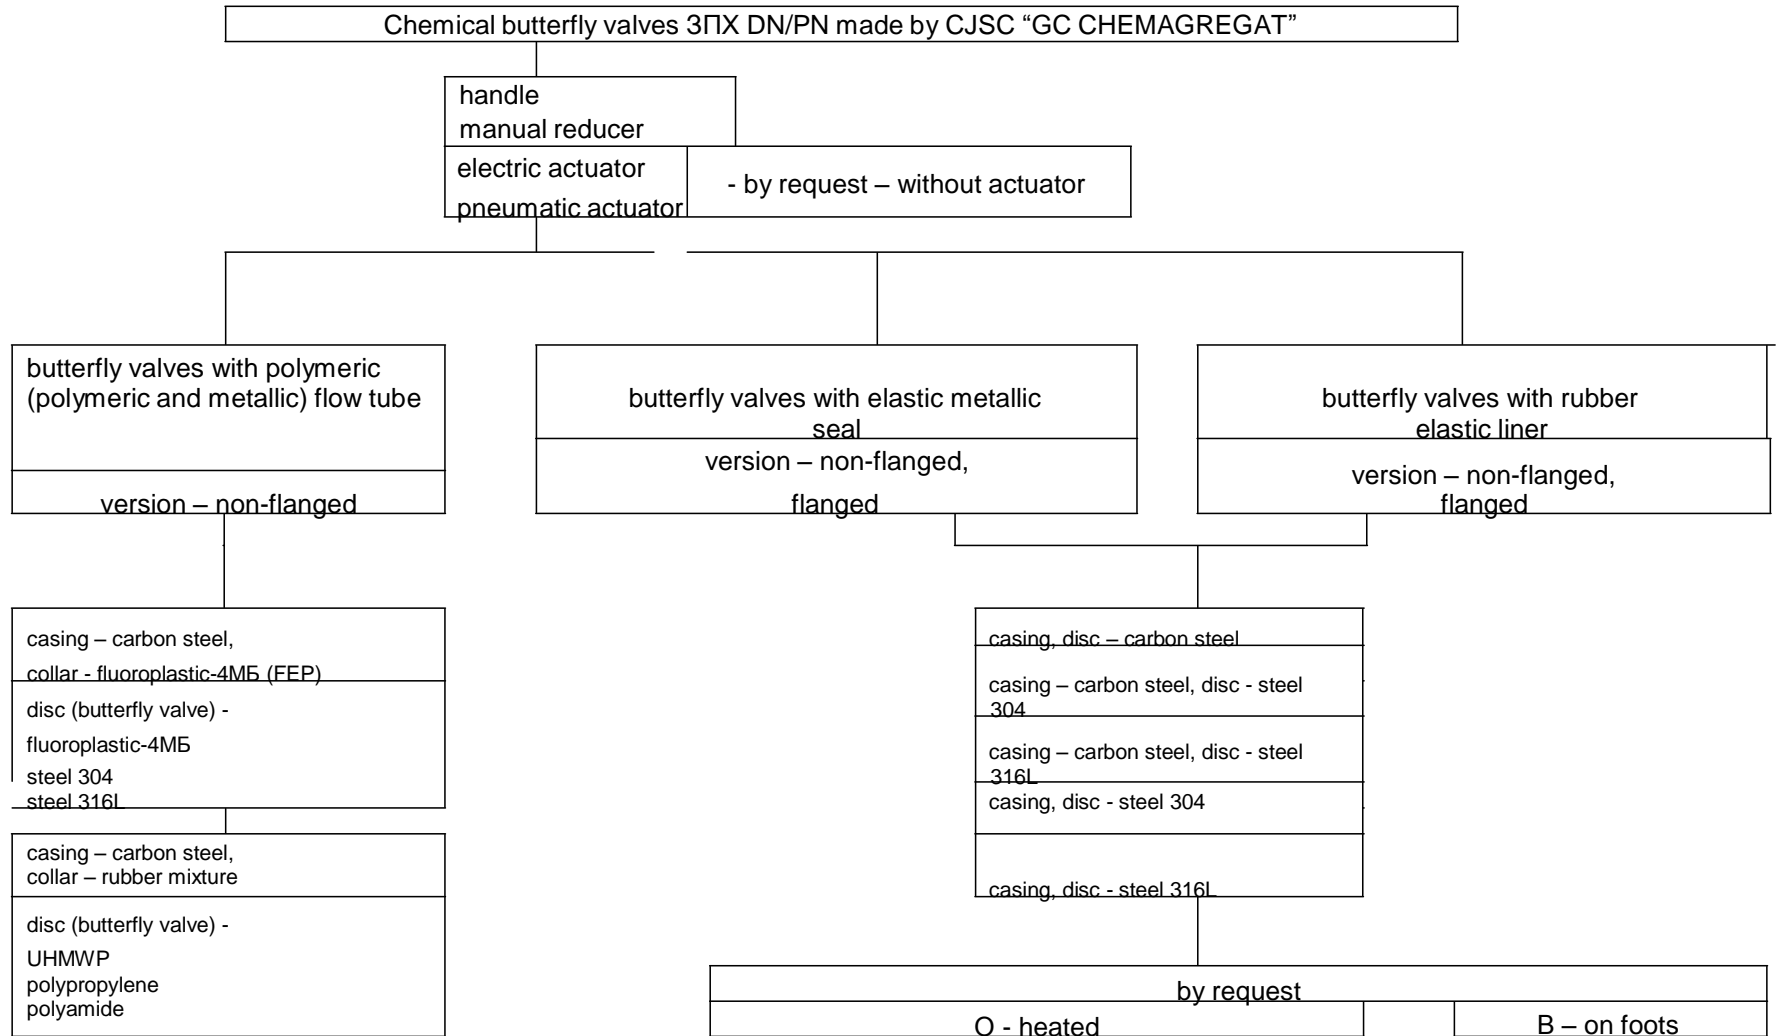 Chemical butterfly valves ЗПХ DN/PN made by CJSC “GC CHEMAGREGAT”
handle
manual reducer
electric actuator
pneumatic actuator
- by request – without actuator
butterfly valves with polymeric
(polymeric and metallic) flow tube
version – non-flanged
butterfly valves with elastic metallic
seal
version – non-flanged,
flanged
butterfly valves with rubber
elastic liner
version – non-flanged,
flanged
casing – carbon steel,
collar - fluoroplastic-4МБ (FEP)
disc (butterfly valve) -
fluoroplastic-4МБ
steel 304
steel 316L
casing – carbon steel,
collar – rubber mixture
disc (butterfly valve) -
UHMWP
polypropylene
polyamide
casing, disc – carbon steel
casing – carbon steel, disc - steel
304
casing – carbon steel, disc - steel
316L
casing, disc - steel 304
casing, disc - steel 316L
by request
О - heated
В – on foots